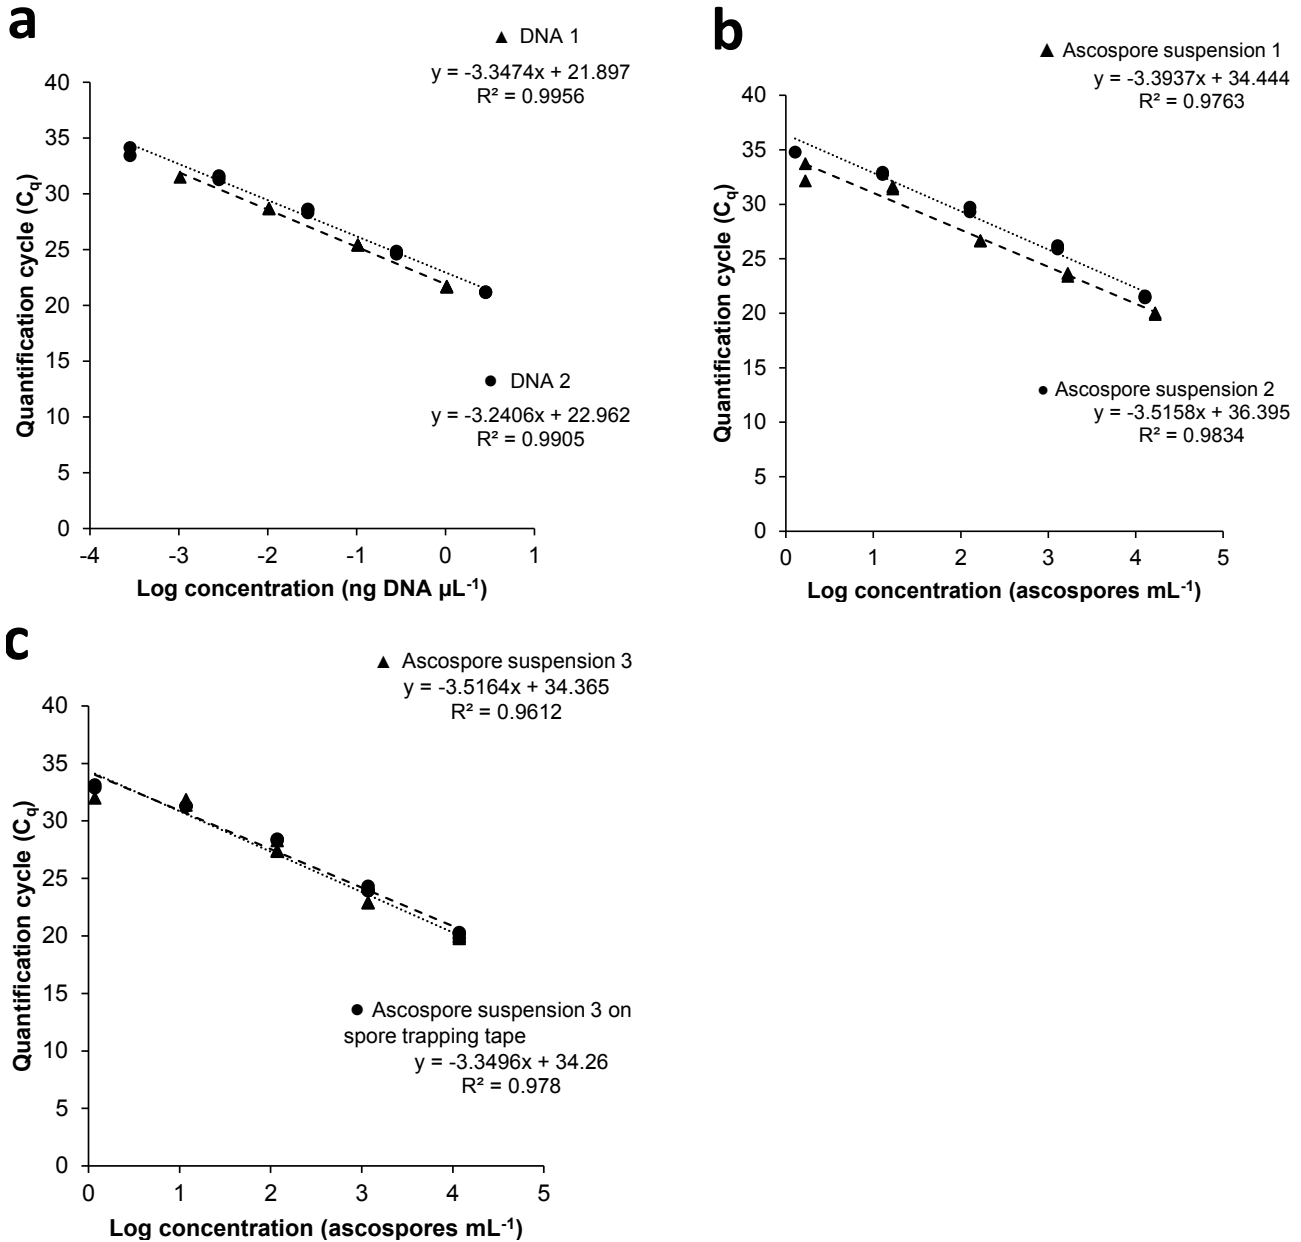 a
▲ DNA 1
y = -3.3474x + 21.897
R² = 0.9956
40
35
30
25
20
15
10
5
0
Quantification cycle (Cq)
● DNA 2
y = -3.2406x + 22.962
R² = 0.9905
-4 -3 -2 -1 0 1
Log concentration (ng DNA µL⁻¹)
b
▲ Ascospore suspension 1
y = -3.3937x + 34.444
R² = 0.9763
40
35
30
25
20
15
10
5
0
Quantification cycle (Cq)
● Ascospore suspension 2
y = -3.5158x + 36.395
R² = 0.9834
0 1 2 3 4 5
Log concentration (ascospores mL⁻¹)
c
▲ Ascospore suspension 3
y = -3.5164x + 34.365
R² = 0.9612
40
35
30
25
20
15
10
5
0
Quantification cycle (Cq)
● Ascospore suspension 3 on
spore trapping tape
y = -3.3496x + 34.26
R² = 0.978
0 1 2 3 4 5
Log concentration (ascospores mL⁻¹)